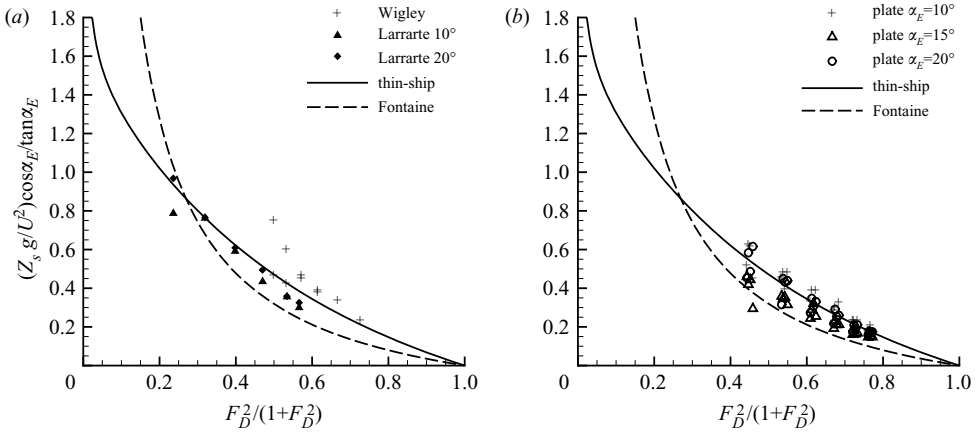 (a)
1.8
1.6
1.4
1.2
1.0
0.8
0.6
0.4
0.2
0
0.2
0.4
0.6
0.8
1.0
(Z_s g/U^2)cosα_E/tanα_E
F_D^2/(1+F_D^2)
Wigley
Larrarte 10°
Larrarte 20°
thin-ship
Fontaine
(b)
1.8
1.6
1.4
1.2
1.0
0.8
0.6
0.4
0.2
0
0.2
0.4
0.6
0.8
1.0
F_D^2/(1+F_D^2)
plate α_E=10°
plate α_E=15°
plate α_E=20°
thin-ship
Fontaine